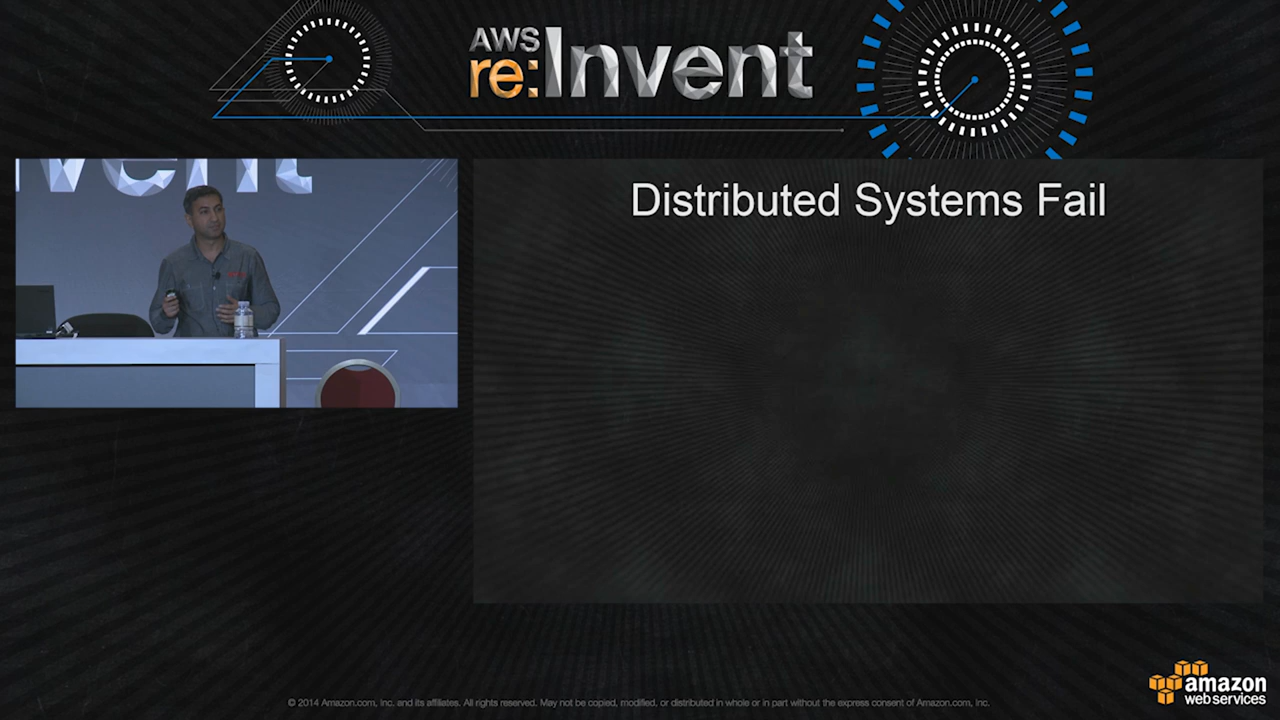 AWS
re:Invent
Distributed Systems Fail
amazon
web services
© 2014 Amazon.com, Inc. and its affiliates. All rights reserved. May not be copied, modified, or distributed in whole or in part without the express consent of Amazon.com, Inc.